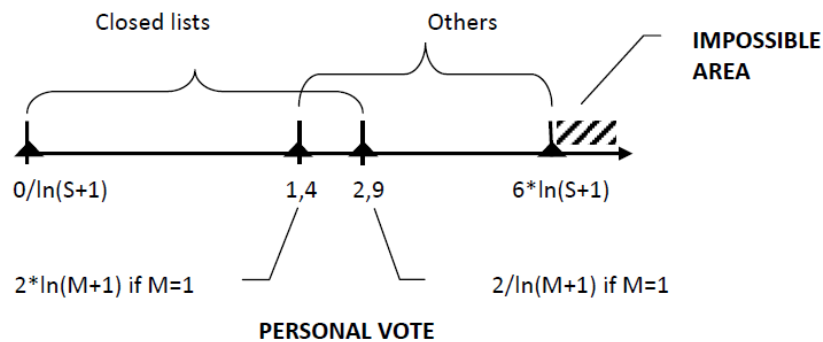 Closed lists
Others
IMPOSSIBLE
AREA
0/ln(S+1)
1,4
2,9
6*ln(S+1)
2*ln(M+1) if M=1
2/ln(M+1) if M=1
PERSONAL VOTE